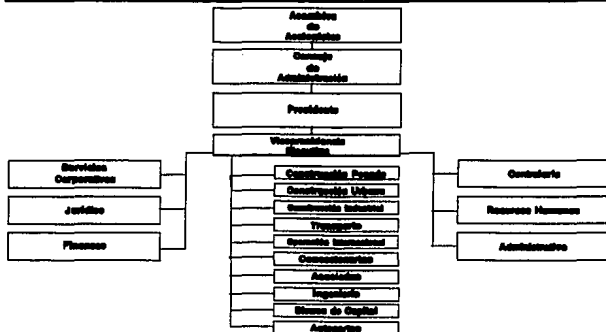 Asamblea
de
Accionistas
Consejo
de
Administración
Presidente
Vicepresidencia
Ejecutiva
Servicios
Corporativos
Jurídico
Finanzas
Construcción Pesada
Construcción Urbana
Construcción Industrial
Transporte
Operación Internacional
Concesionarias
Asociadas
Ingeniería
Bienes de Capital
Contraloría
Recursos Humanos
Administrativo